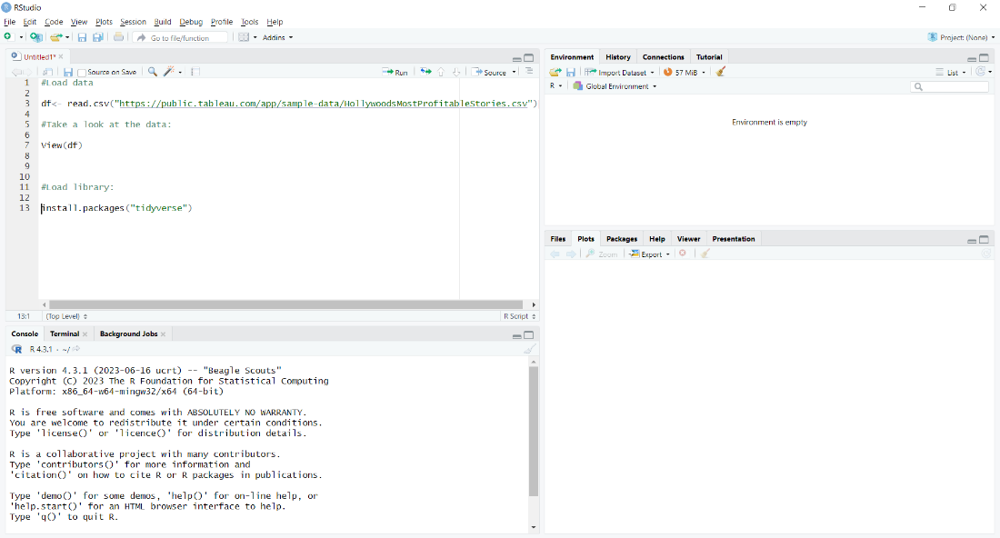 RStudio
File Edit Code View Plots Session Build Debug Profile Tools Help
Go to file/function Addins Project: (None)
Untitled1*
Source on Save Run Source
1 #Load data
2
3 df<- read.csv("https://public.tableau.com/app/sample-data/HollywoodsMostProfitableStories.csv")
4
5 #Take a look at the data:
6
7 View(df)
8
9
10
11 #Load library:
12
13 install.packages("tidyverse")
13:1 (Top Level) R Script
Console Terminal Background Jobs
R 4.3.1 · ~/
R version 4.3.1 (2023-06-16 ucrt) -- "Beagle Scouts"
Copyright (C) 2023 The R Foundation for Statistical Computing
Platform: x86_64-w64-mingw32/x64 (64-bit)
R is free software and comes with ABSOLUTELY NO WARRANTY.
You are welcome to redistribute it under certain conditions.
Type 'license()' or 'licence()' for distribution details.
R is a collaborative project with many contributors.
Type 'contributors()' for more information and
'citation()' on how to cite R or R packages in publications.
Type 'demo()' for some demos, 'help()' for on-line help, or
'help.start()' for an HTML browser interface to help.
Type 'q()' to quit R.
Environment History Connections Tutorial
Import Dataset 57 MiB List
R Global Environment
Environment is empty
Files Plots Packages Help Viewer Presentation
Zoom Export